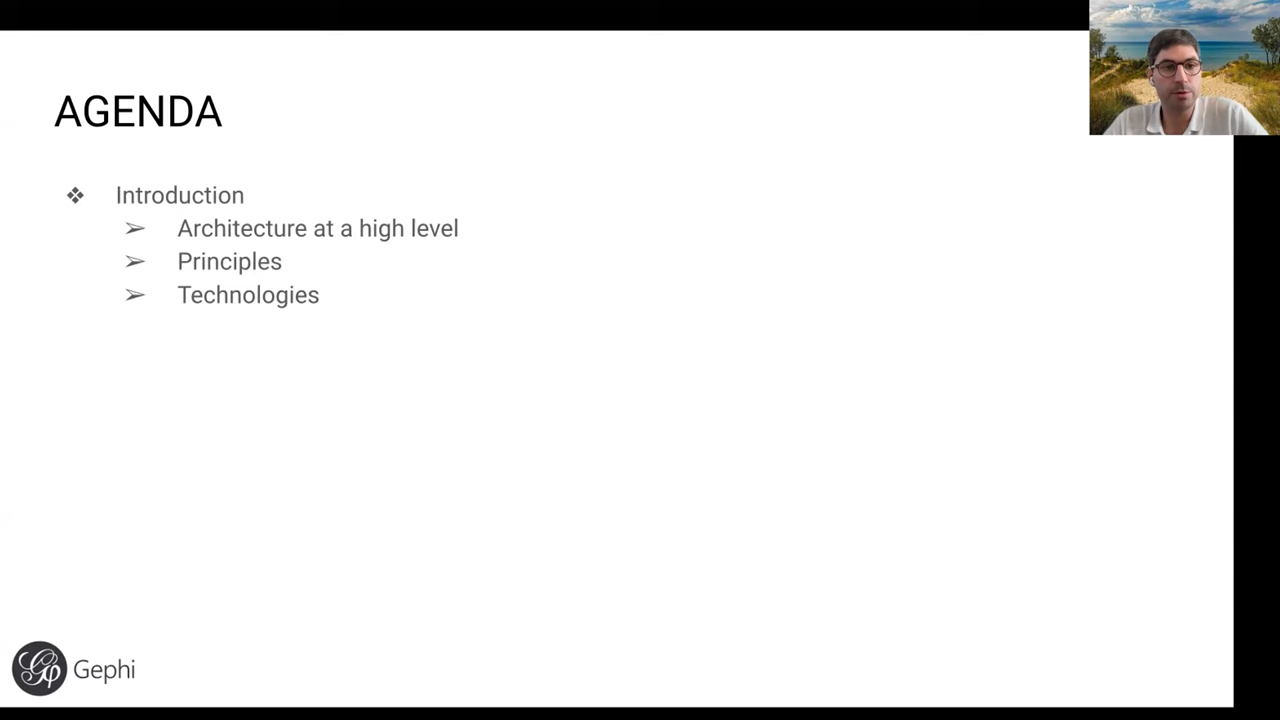 AGENDA
❖ Introduction
➢ Architecture at a high level
➢ Principles
➢ Technologies
Gephi